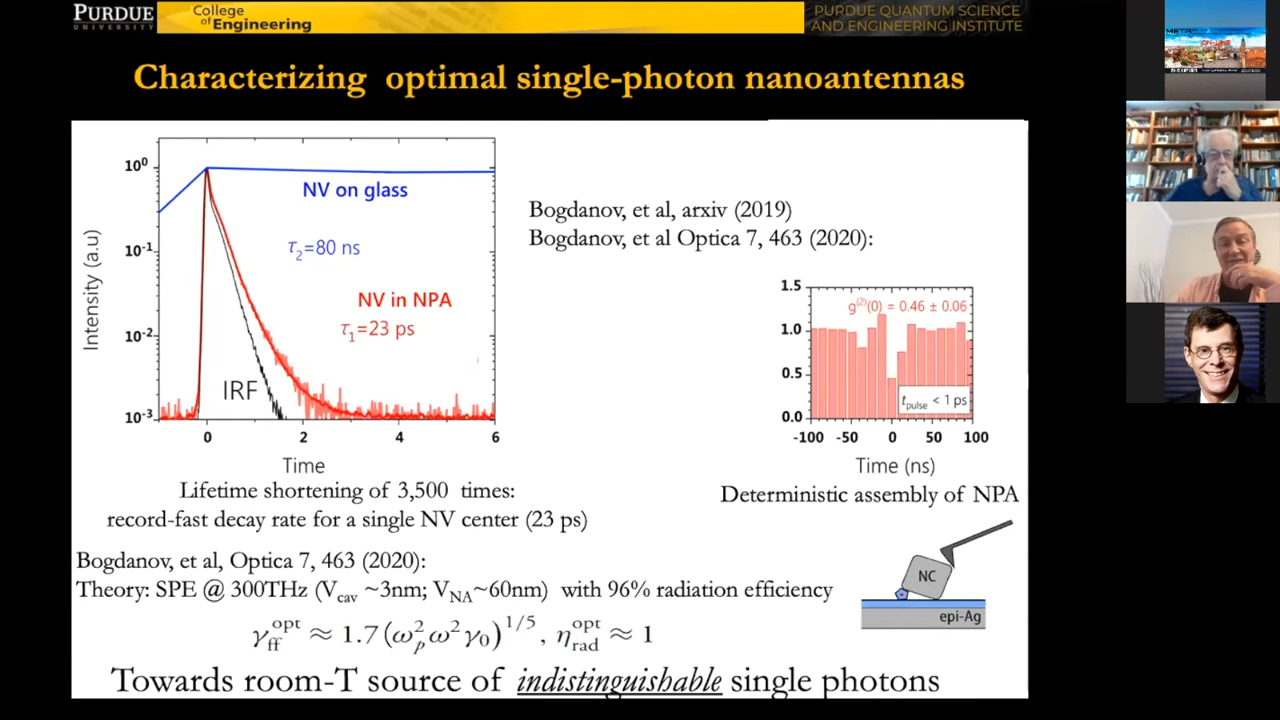 PURDUE
UNIVERSITY
College
of Engineering
PURDUE QUANTUM SCIENCE
AND ENGINEERING INSTITUTE
Characterizing optimal single-photon nanoantennas
10⁰
10⁻¹
10⁻²
10⁻³
Intensity (a.u)
NV on glass
τ₂=80 ns
NV in NPA
τ₁=23 ps
IRF
0 2 4 6
Time
Lifetime shortening of 3,500 times:
record-fast decay rate for a single NV center (23 ps)
Bogdanov, et al, arxiv (2019)
Bogdanov, et al Optica 7, 463 (2020):
1.5
1.0
0.5
0.0
g⁽²⁾(0) = 0.46 ± 0.06
t_pulse < 1 ps
-100 -50 0 50 100
Time (ns)
Deterministic assembly of NPA
NC
epi-Ag
Bogdanov, et al, Optica 7, 463 (2020):
Theory: SPE @ 300THz (V_cav ~3nm; V_NA~60nm) with 96% radiation efficiency
γ_ff^opt ≈ 1.7(ω_p²ω²γ₀)^1/5, η_rad^opt ≈ 1
Towards room-T source of indistinguishable single photons
ON-LINE